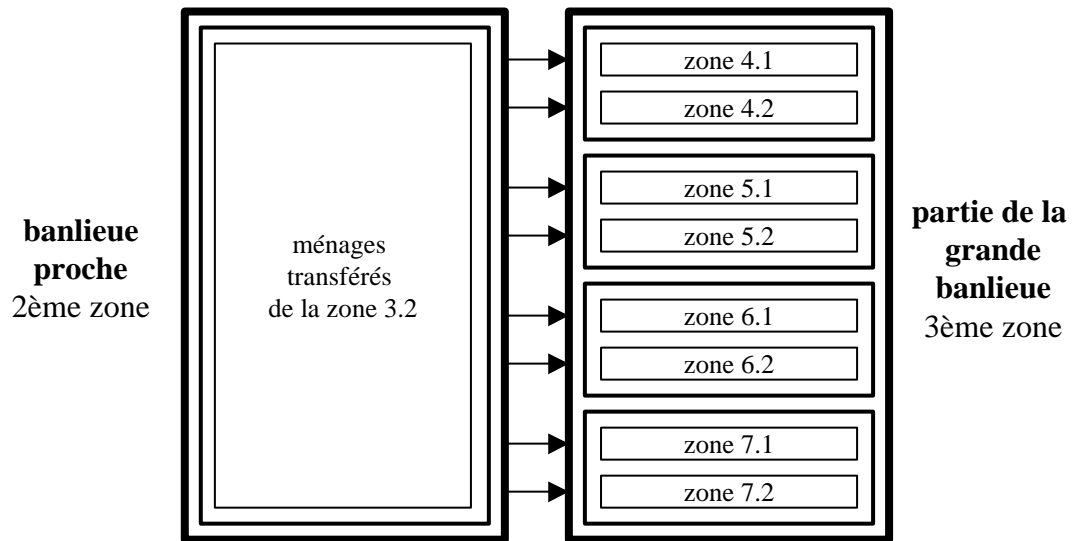 banlieue
proche
2ème zone
ménages
transférés
de la zone 3.2
zone 4.1
zone 4.2
zone 5.1
zone 5.2
zone 6.1
zone 6.2
zone 7.1
zone 7.2
partie de la
grande
banlieue
3ème zone